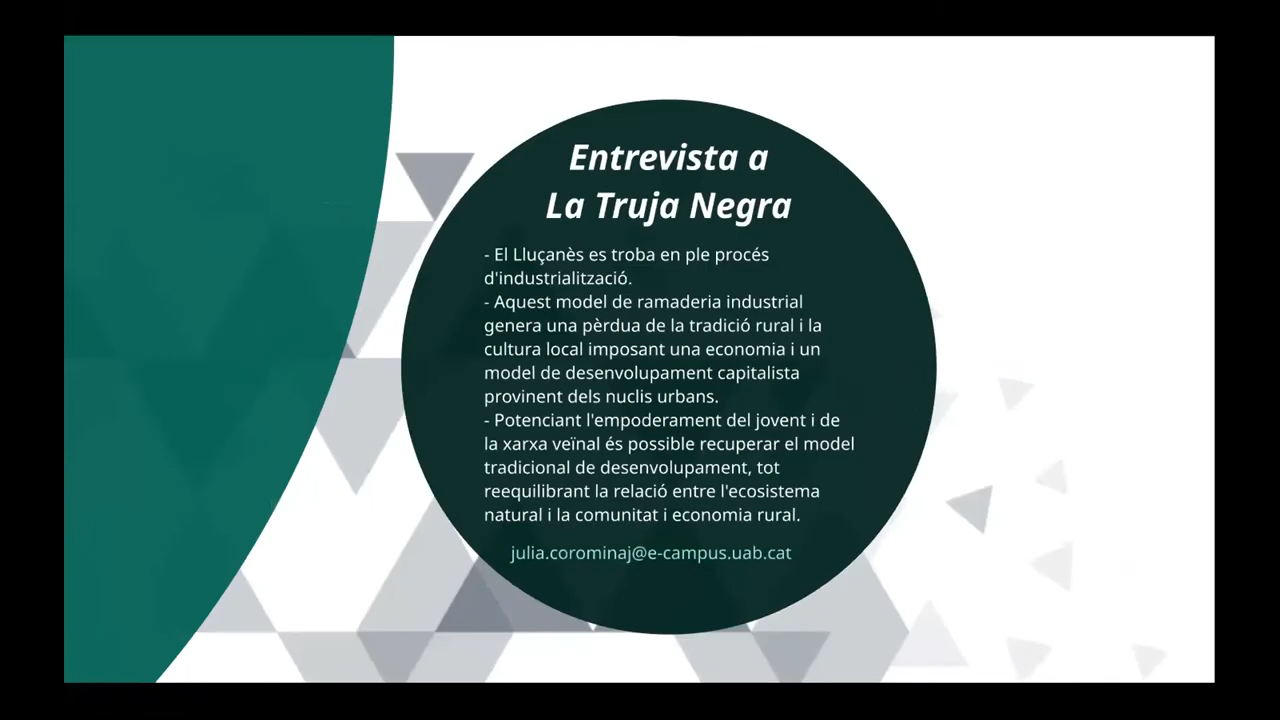 Entrevista a
La Truja Negra
- El Lluçanès es troba en ple procés
d'industrialització.
- Aquest model de ramaderia industrial
genera una pèrdua de la tradició rural i la
cultura local imposant una economia i un
model de desenvolupament capitalista
provinent dels nuclis urbans.
- Potenciant l'empoderament del jovent i de
la xarxa veïnal és possible recuperar el model
tradicional de desenvolupament, tot
reequilibrant la relació entre l'ecosistema
natural i la comunitat i economia rural.
julia.corominaj@e-campus.uab.cat